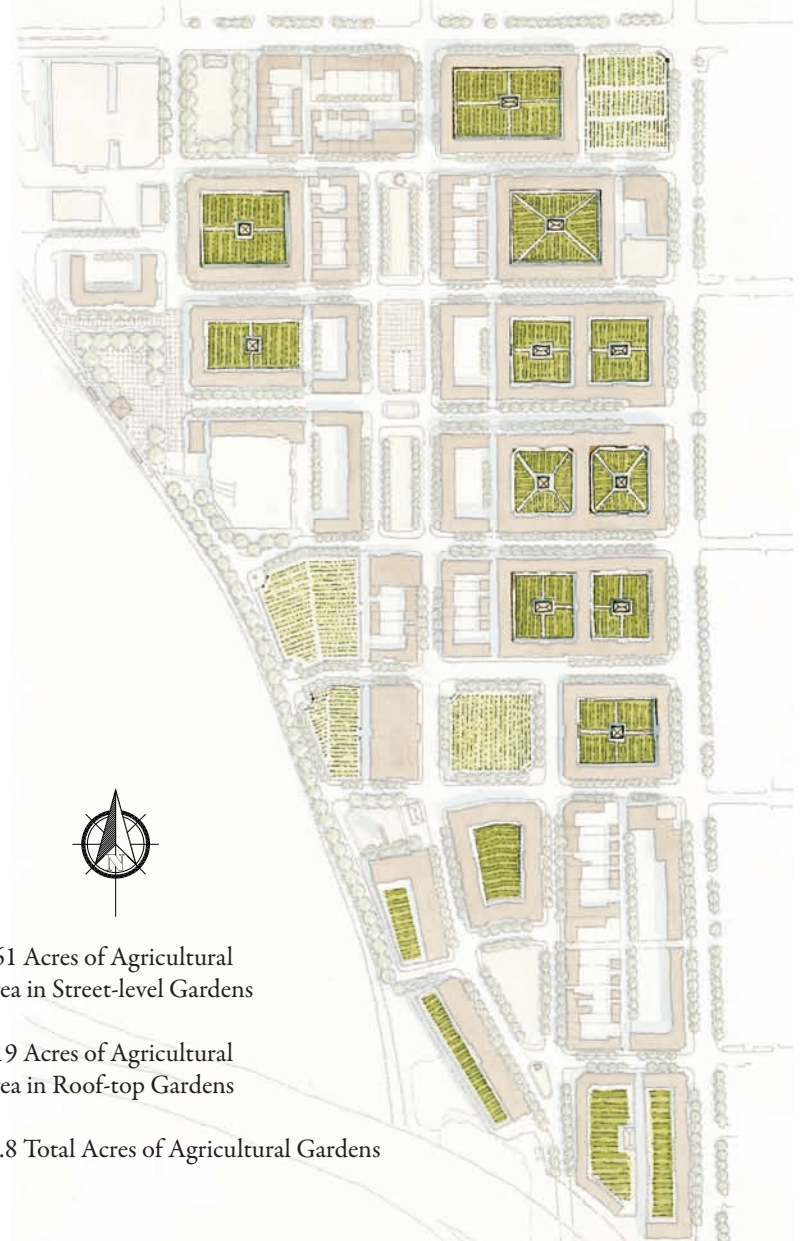 N
61 Acres of Agricultural
ea in Street-level Gardens
19 Acres of Agricultural
ea in Roof-top Gardens
.8 Total Acres of Agricultural Gardens